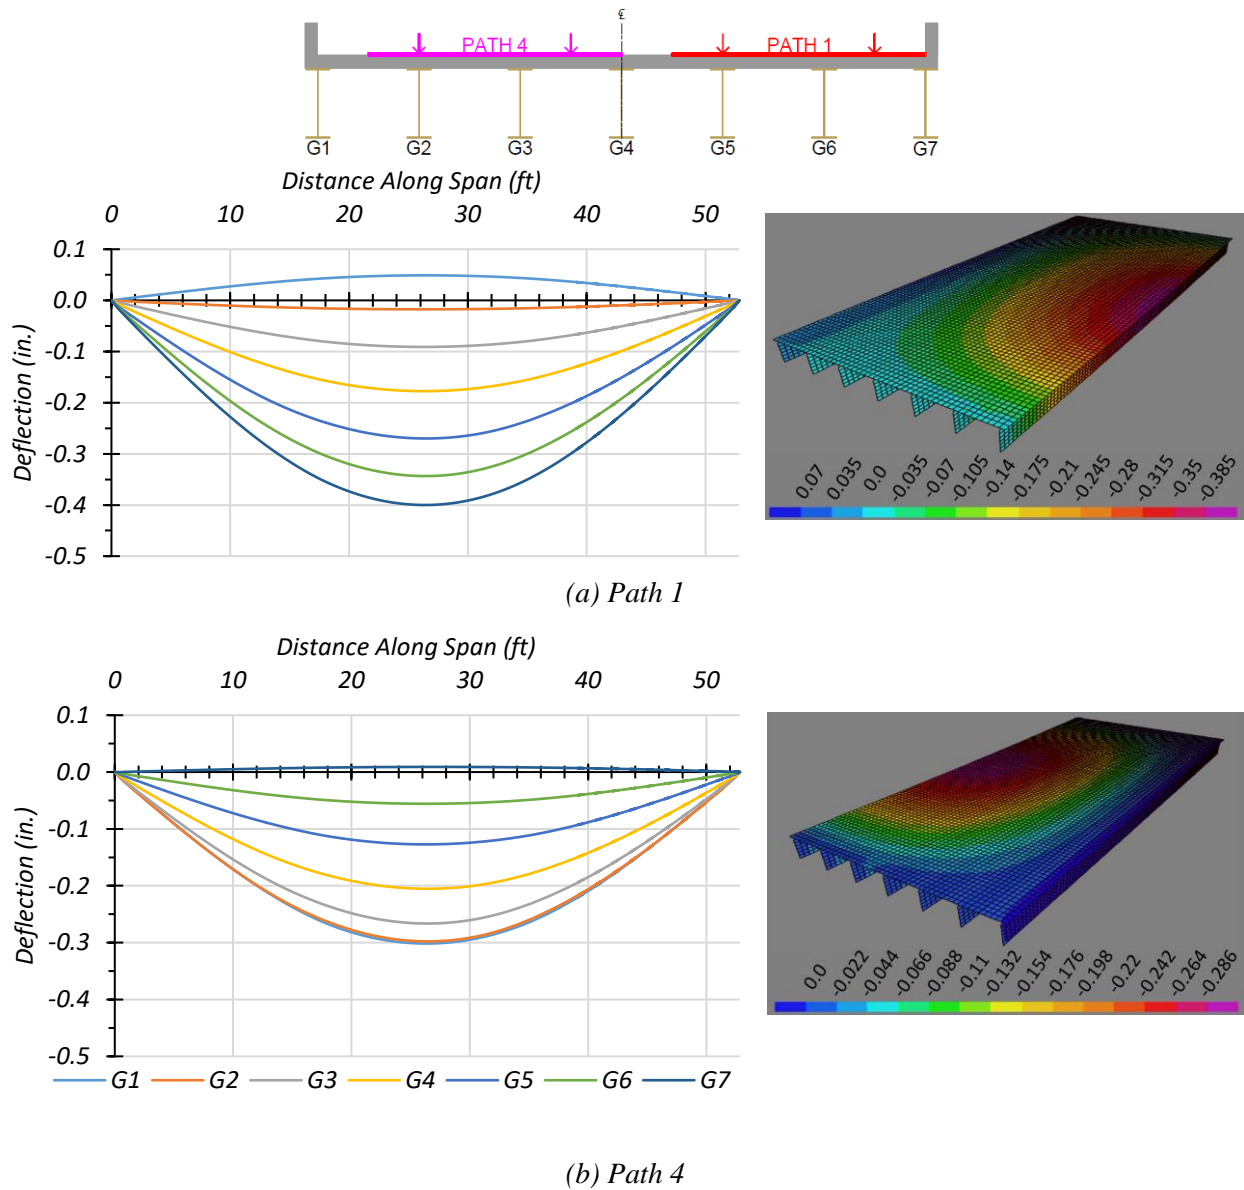 ℄
PATH 4 PATH 1
G1 G2 G3 G4 G5 G6 G7
Distance Along Span (ft)
0 10 20 30 40 50
0.1
0.0
-0.1
-0.2
-0.3
-0.4
-0.5
Deflection (in.)
0.07 0.035 0.0 -0.035 -0.07 -0.105 -0.14 -0.175 -0.21 -0.245 -0.28 -0.315 -0.35 -0.385
(a) Path 1
Distance Along Span (ft)
0 10 20 30 40 50
0.1
0.0
-0.1
-0.2
-0.3
-0.4
-0.5
Deflection (in.)
0.0 -0.022 -0.044 -0.066 -0.088 -0.11 -0.132 -0.154 -0.176 -0.198 -0.22 -0.242 -0.264 -0.286
G1 G2 G3 G4 G5 G6 G7
(b) Path 4